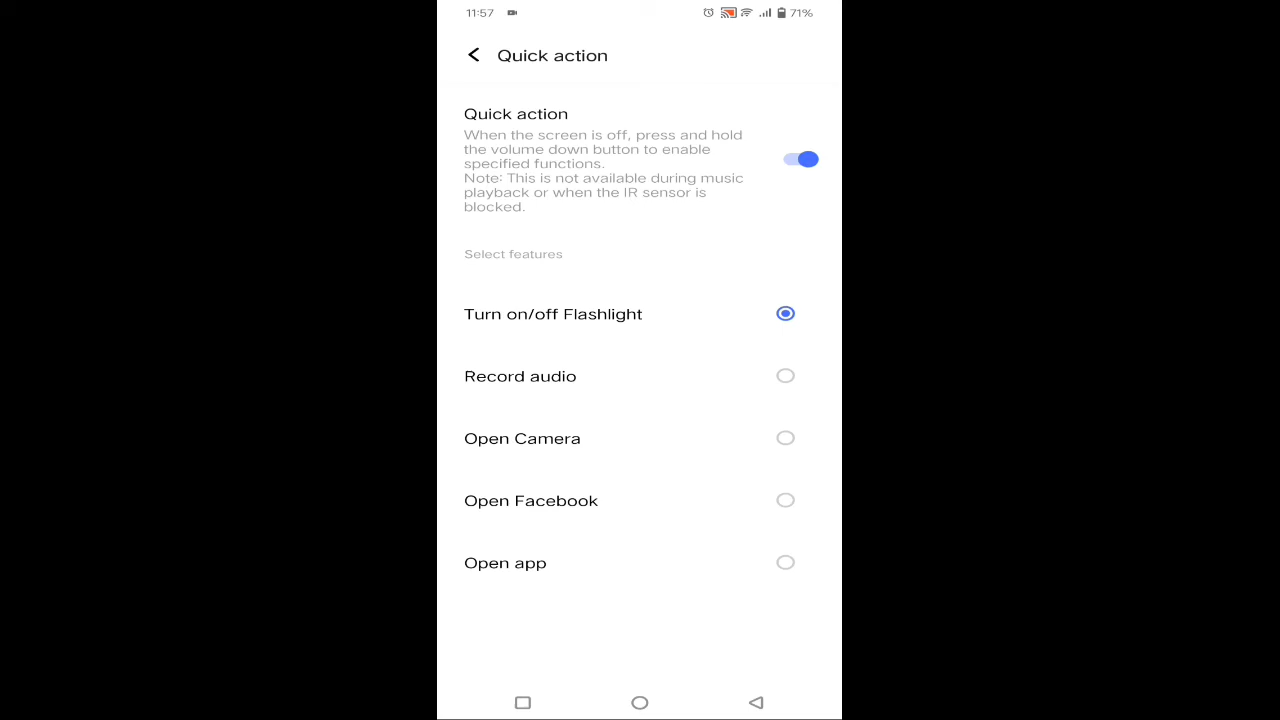 11:57 71%
Quick action
Quick action
When the screen is off, press and hold
the volume down button to enable
specified functions.
Note: This is not available during music
playback or when the IR sensor is
blocked.
Select features
Turn on/off Flashlight
Record audio
Open Camera
Open Facebook
Open app